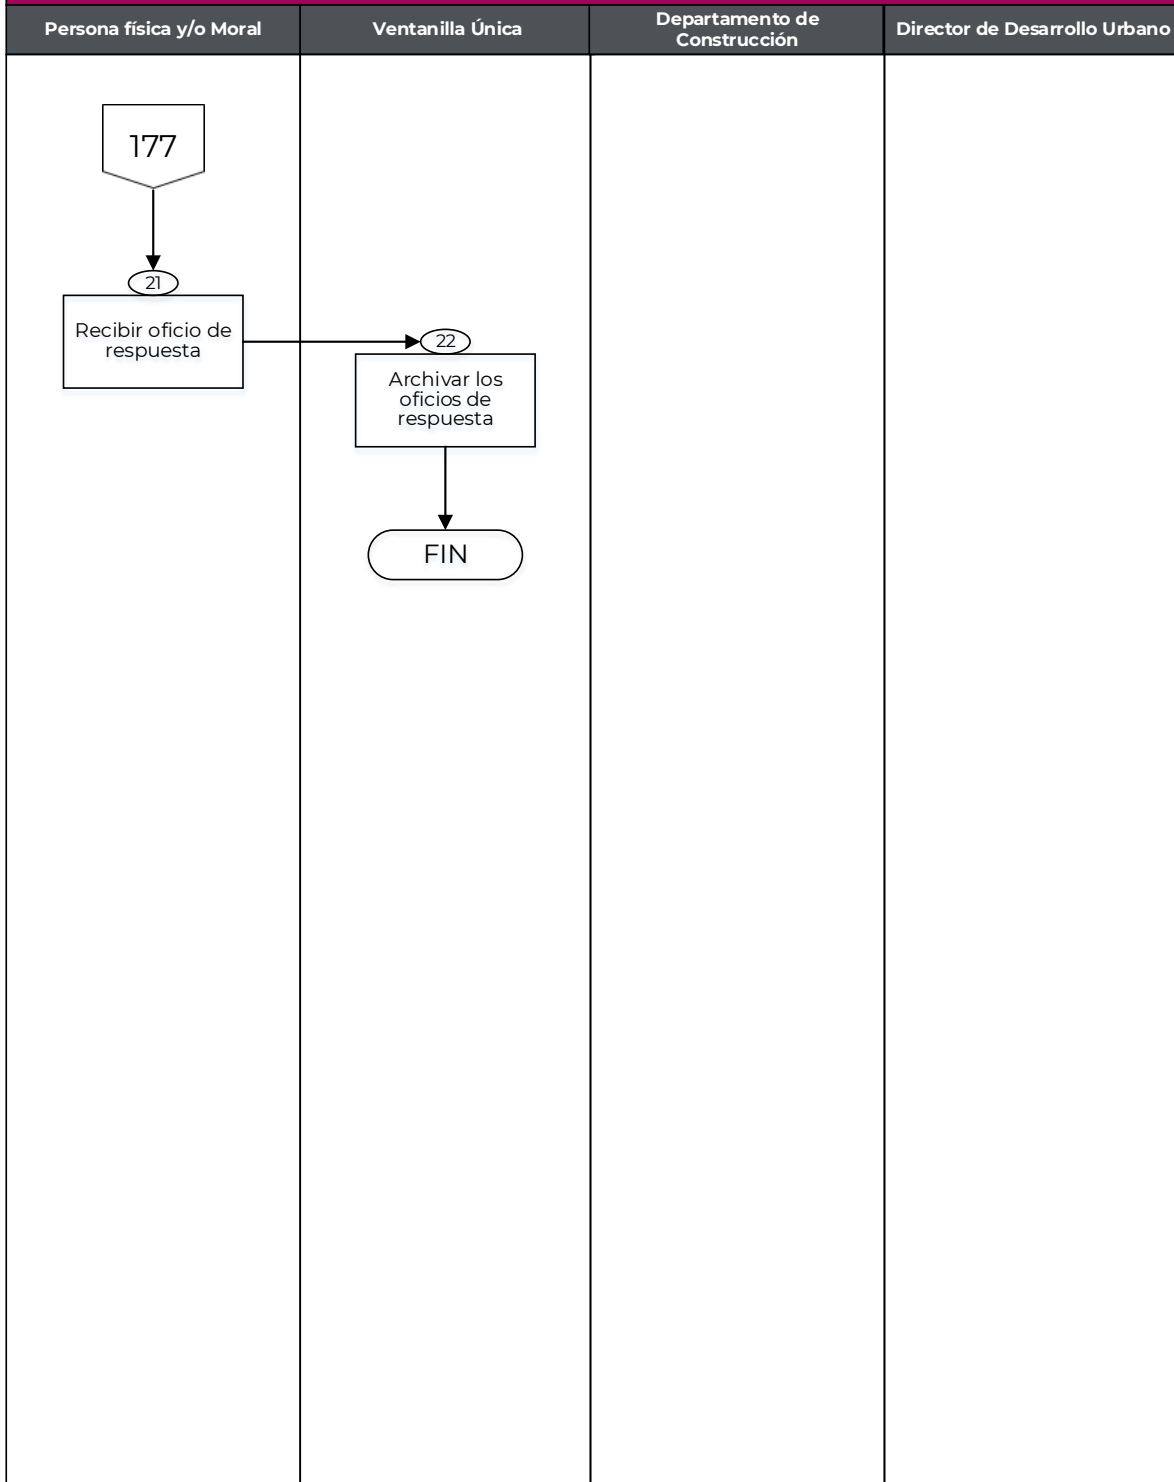 Persona física y/o Moral
Ventanilla Única
Departamento de
Construcción
Director de Desarrollo Urbano
177
21
Recibir oficio de
respuesta
22
Archivar los
oficios de
respuesta
FIN